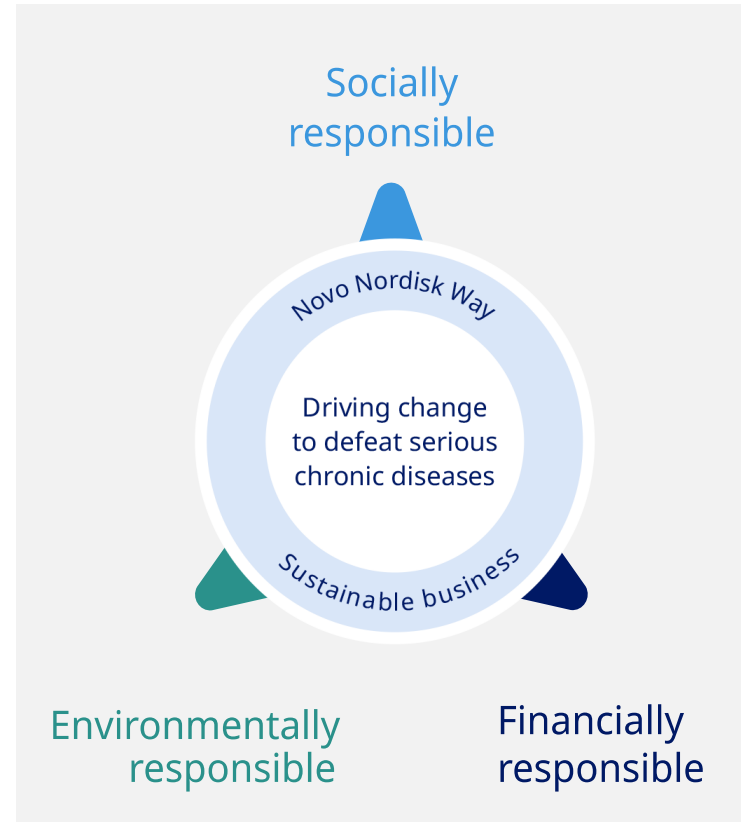 Socially
responsible
Novo Nordisk Way
Driving change
to defeat serious
chronic diseases
Sustainable business
Environmentally
responsible
Financially
responsible